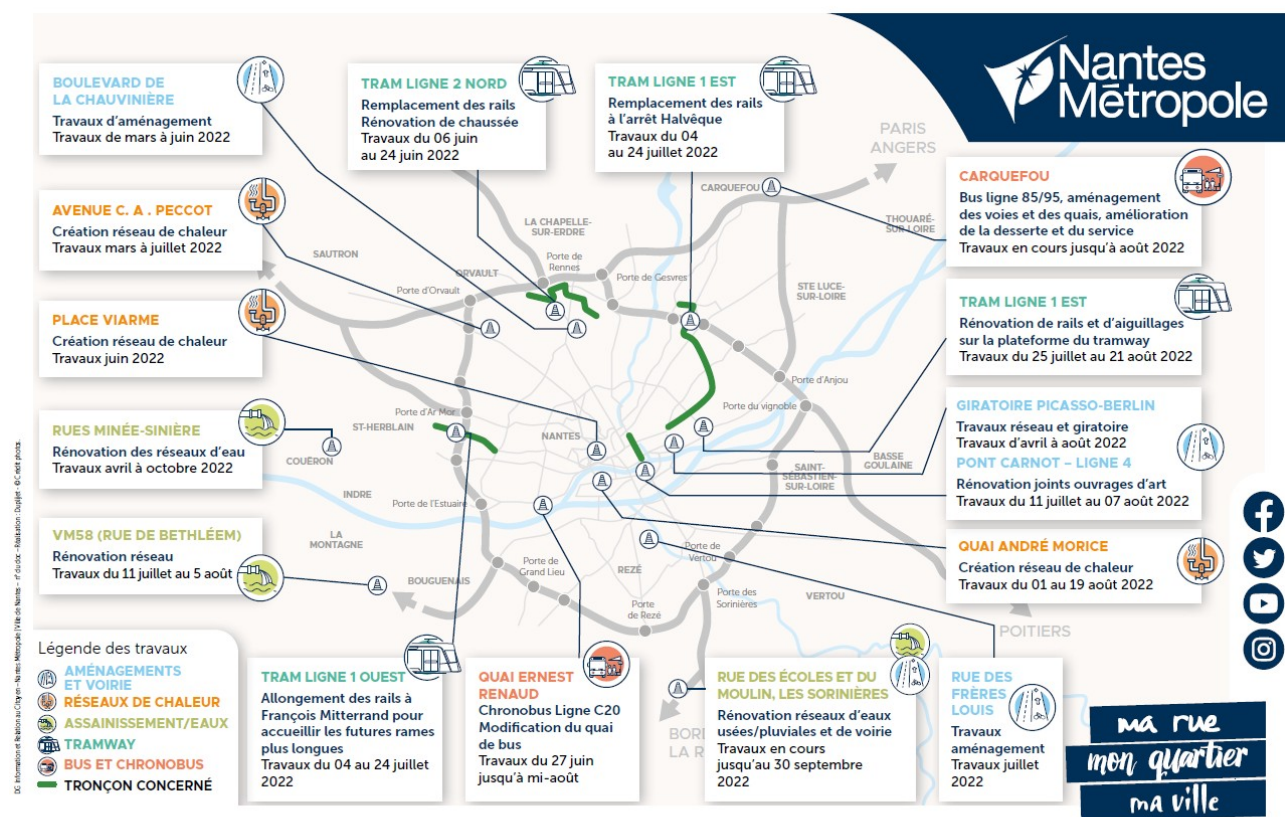 Nantes
Métropole
BOULEVARD DE
LA CHAUVINIÈRE
Travaux d'aménagement
Travaux de mars à juin 2022
TRAM LIGNE 2 NORD
Remplacement des rails
Rénovation de chaussée
Travaux du 06 juin
au 24 juin 2022
TRAM LIGNE 1 EST
Remplacement des rails
à l'arrêt Halvêque
Travaux du 04
au 24 juillet 2022
AVENUE C. A . PECCOT
Création réseau de chaleur
Travaux mars à juillet 2022
PLACE VIARME
Création réseau de chaleur
Travaux juin 2022
RUES MINÉE-SINIÈRE
Rénovation des réseaux d'eau
Travaux avril à octobre 2022
VM58 (RUE DE BETHLÉEM)
Rénovation réseau
Travaux du 11 juillet au 5 août
CARQUEFOU
Bus ligne 85/95, aménagement
des voies et des quais, amélioration
de la desserte et du service
Travaux en cours jusqu'à août 2022
TRAM LIGNE 1 EST
Rénovation de rails et d'aiguillages
sur la plateforme du tramway
Travaux du 25 juillet au 21 août 2022
GIRATOIRE PICASSO-BERLIN
Travaux réseau et giratoire
Travaux d'avril à août 2022
PONT CARNOT – LIGNE 4
Rénovation joints ouvrages d'art
Travaux du 11 juillet au 07 août 2022
QUAI ANDRÉ MORICE
Création réseau de chaleur
Travaux du 01 au 19 août 2022
PARIS
ANGERS
CARQUEFOU
THOUARÉ-
SUR-LOIRE
LA CHAPELLE-
SUR-ERDRE
SAUTRON
ORVAULT
Porte de
Rennes
Porte de Gesvres
Porte d'Orvault
STE LUCE-
SUR-LOIRE
Porte d'Anjou
Porte du vignoble
Porte d'Ar Mor
ST-HERBLAIN
NANTES
COUËRON
BASSE
GOULAINE
SAINT-
SÉBASTIEN-
SUR-LOIRE
INDRE
Porte de l'Estuaire
LA
MONTAGNE
BOUGUENAIS
Porte de
Grand Lieu
REZÉ
Porte de
Vertou
Porte des
Sorinières
VERTOU
Porte
de Rezé
POITIERS
Légende des travaux
AMÉNAGEMENTS
ET VOIRIE
RÉSEAUX DE CHALEUR
ASSAINISSEMENT/EAUX
TRAMWAY
BUS ET CHRONOBUS
TRONÇON CONCERNÉ
TRAM LIGNE 1 OUEST
Allongement des rails à
François Mitterrand pour
accueillir les futures rames
plus longues
Travaux du 04 au 24 juillet
2022
QUAI ERNEST
RENAUD
Chronobus Ligne C20
Modification du quai
de bus
Travaux du 27 juin
jusqu'à mi-août
RUE DES ÉCOLES ET DU
MOULIN, LES SORINIÈRES
Rénovation réseaux d'eaux
usées/pluviales et de voirie
Travaux en cours
jusqu'au 30 septembre
2022
RUE DES
FRÈRES
LOUIS
Travaux
aménagement
Travaux juillet
2022
ma rue
mon quartier
ma ville